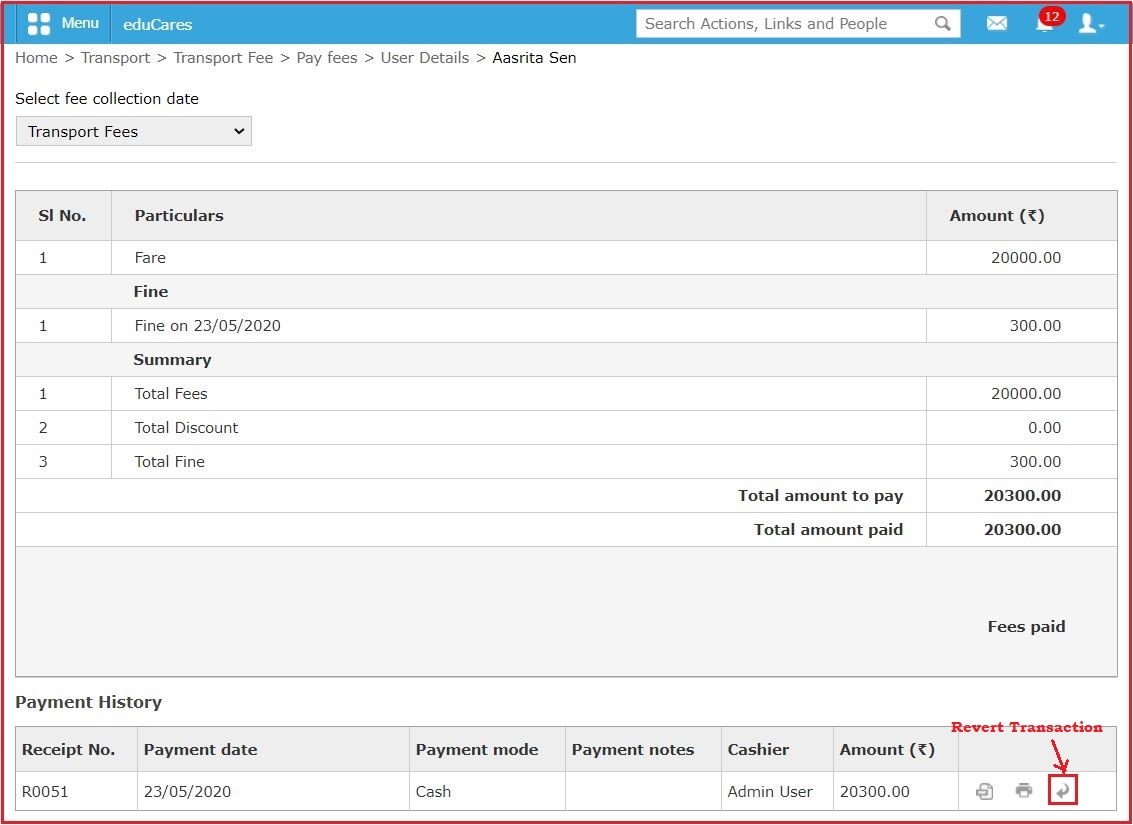 Menu eduCares Search Actions, Links and People 12
Home > Transport > Transport Fee > Pay fees > User Details > Aasrita Sen
Select fee collection date
Transport Fees
Sl No. Particulars Amount (₹)
1 Fare 20000.00
Fine
1 Fine on 23/05/2020 300.00
Summary
1 Total Fees 20000.00
2 Total Discount 0.00
3 Total Fine 300.00
Total amount to pay 20300.00
Total amount paid 20300.00
Fees paid
Payment History
Revert Transaction
Receipt No. Payment date Payment mode Payment notes Cashier Amount (₹)
R0051 23/05/2020 Cash Admin User 20300.00